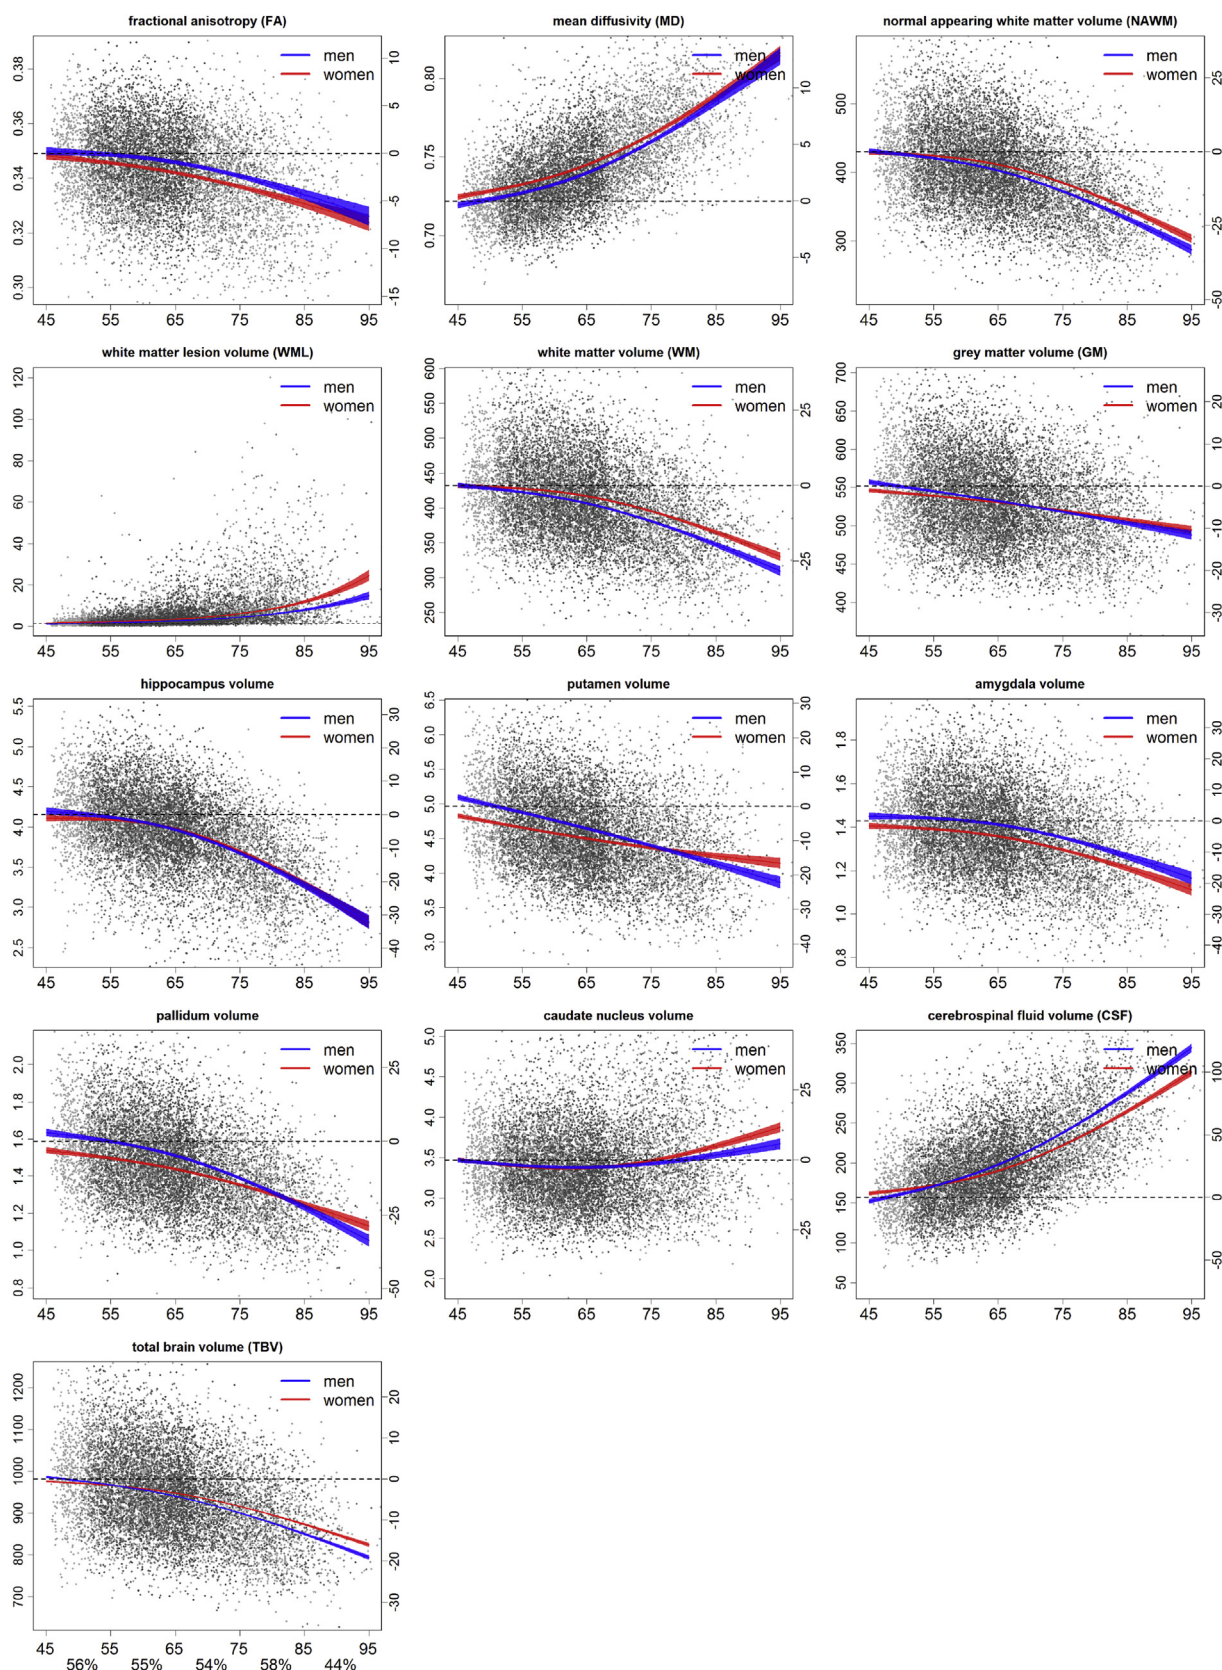 fractional anisotropy (FA)
men
women
0.38
0.36
0.34
0.32
0.30
10
5
0
-5
-10
-15
45 55 65 75 85 95
mean diffusivity (MD)
men
women
0.80
0.75
0.70
10
5
0
-5
45 55 65 75 85 95
normal appearing white matter volume (NAWM)
men
women
500
400
300
25
0
-25
-50
45 55 65 75 85 95
white matter lesion volume (WML)
men
women
120
100
80
60
40
20
0
45 55 65 75 85 95
white matter volume (WM)
men
women
600
550
500
450
400
350
300
250
25
0
-25
45 55 65 75 85 95
grey matter volume (GM)
men
women
700
650
600
550
500
450
400
20
10
0
-10
-20
-30
45 55 65 75 85 95
hippocampus volume
men
women
5.5
5.0
4.5
4.0
3.5
3.0
2.5
30
20
10
0
-10
-20
-30
-40
45 55 65 75 85 95
putamen volume
men
women
6.5
6.0
5.5
5.0
4.5
4.0
3.5
3.0
30
20
10
0
-10
-20
-30
-40
45 55 65 75 85 95
amygdala volume
men
women
1.8
1.6
1.4
1.2
1.0
0.8
30
20
10
0
-10
-20
-30
-40
45 55 65 75 85 95
pallidum volume
men
women
2.0
1.8
1.6
1.4
1.2
1.0
0.8
25
0
-25
-50
45 55 65 75 85 95
caudate nucleus volume
men
women
5.0
4.5
4.0
3.5
3.0
2.5
2.0
25
0
-25
45 55 65 75 85 95
cerebrospinal fluid volume (CSF)
men
women
350
300
250
200
150
100
50
100
50
0
-50
45 55 65 75 85 95
total brain volume (TBV)
men
women
1200
1100
1000
900
800
700
20
10
0
-10
-20
-30
45 55 65 75 85 95
56% 55% 54% 58% 44%